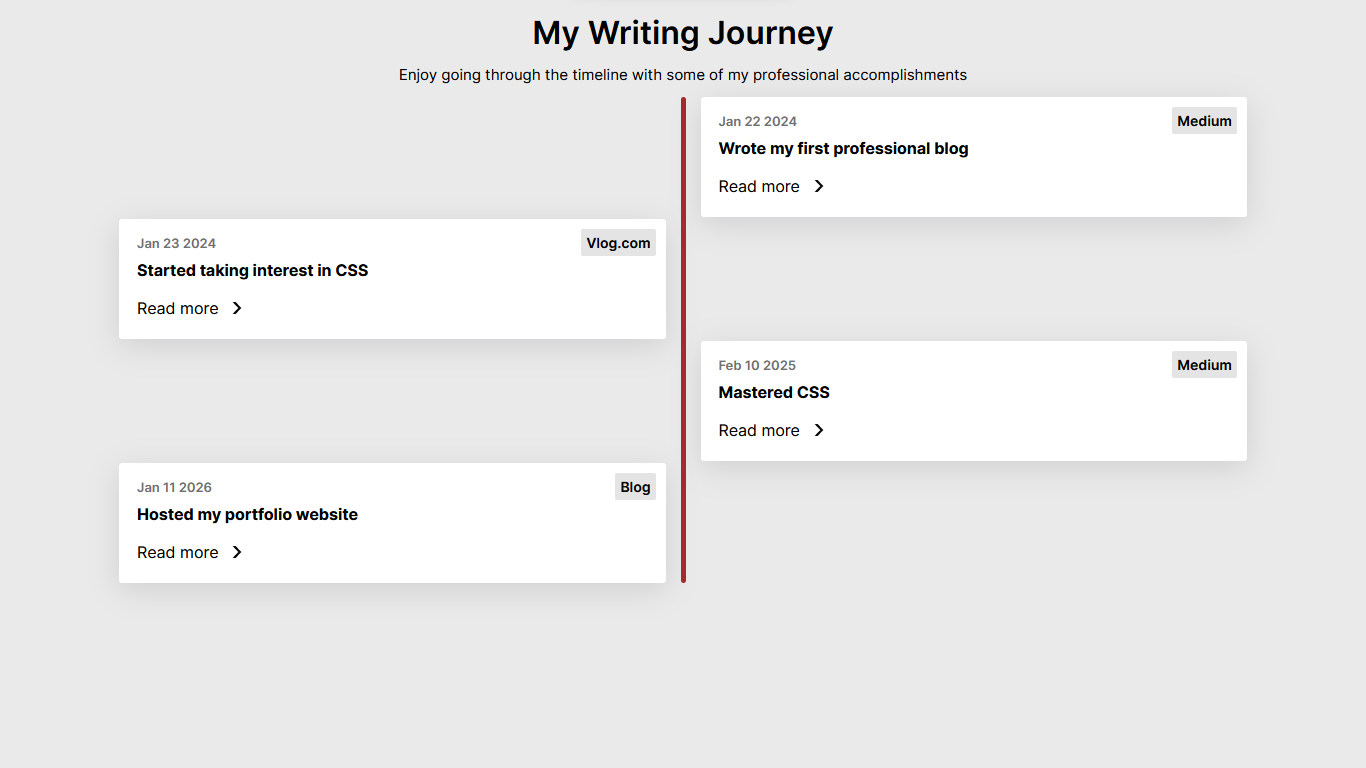 My Writing Journey
Enjoy going through the timeline with some of my professional accomplishments
Jan 22 2024
Medium
Wrote my first professional blog
Read more
Jan 23 2024
Vlog.com
Started taking interest in CSS
Read more
Feb 10 2025
Medium
Mastered CSS
Read more
Jan 11 2026
Blog
Hosted my portfolio website
Read more